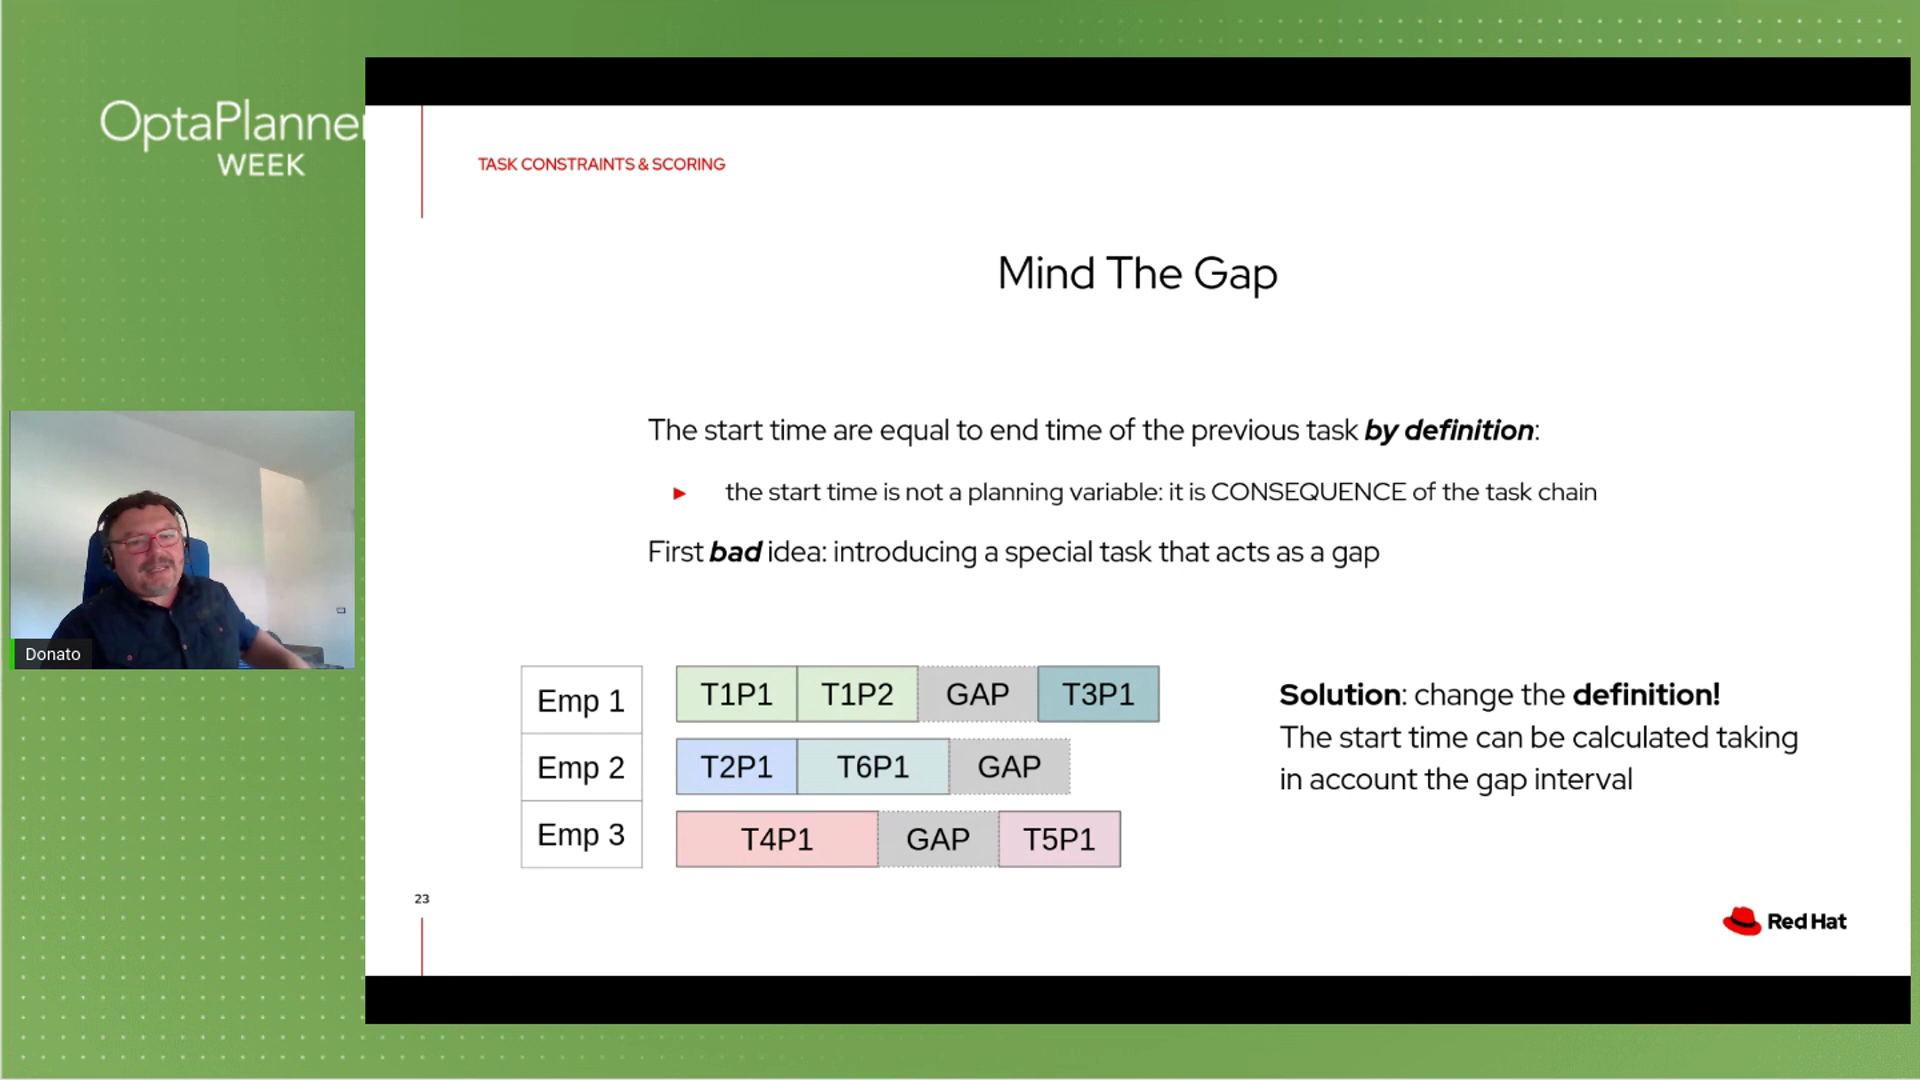 OptaPlanner
WEEK
TASK CONSTRAINTS & SCORING
Mind The Gap
The start time are equal to end time of the previous task by definition:
► the start time is not a planning variable: it is CONSEQUENCE of the task chain
First bad idea: introducing a special task that acts as a gap
Emp 1 T1P1 T1P2 GAP T3P1
Emp 2 T2P1 T6P1 GAP
Emp 3 T4P1 GAP T5P1
Solution: change the definition!
The start time can be calculated taking
in account the gap interval
Donato
23
Red Hat